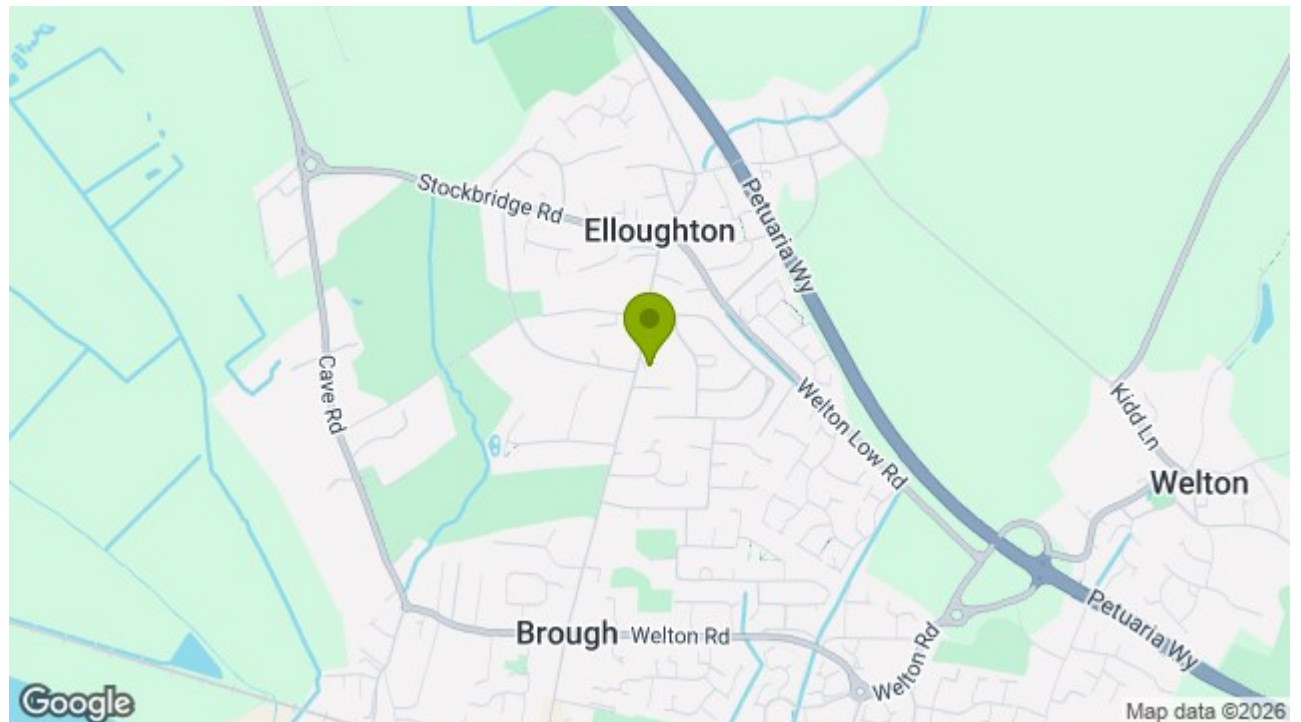 Stockbridge Rd
Elloughton
Petuaria Wy
Cave Rd
Welton Low Rd
Kidd Ln
Welton
Brough
Welton Rd
Welton Rd
Petuaria Wy
Google
Map data ©2026